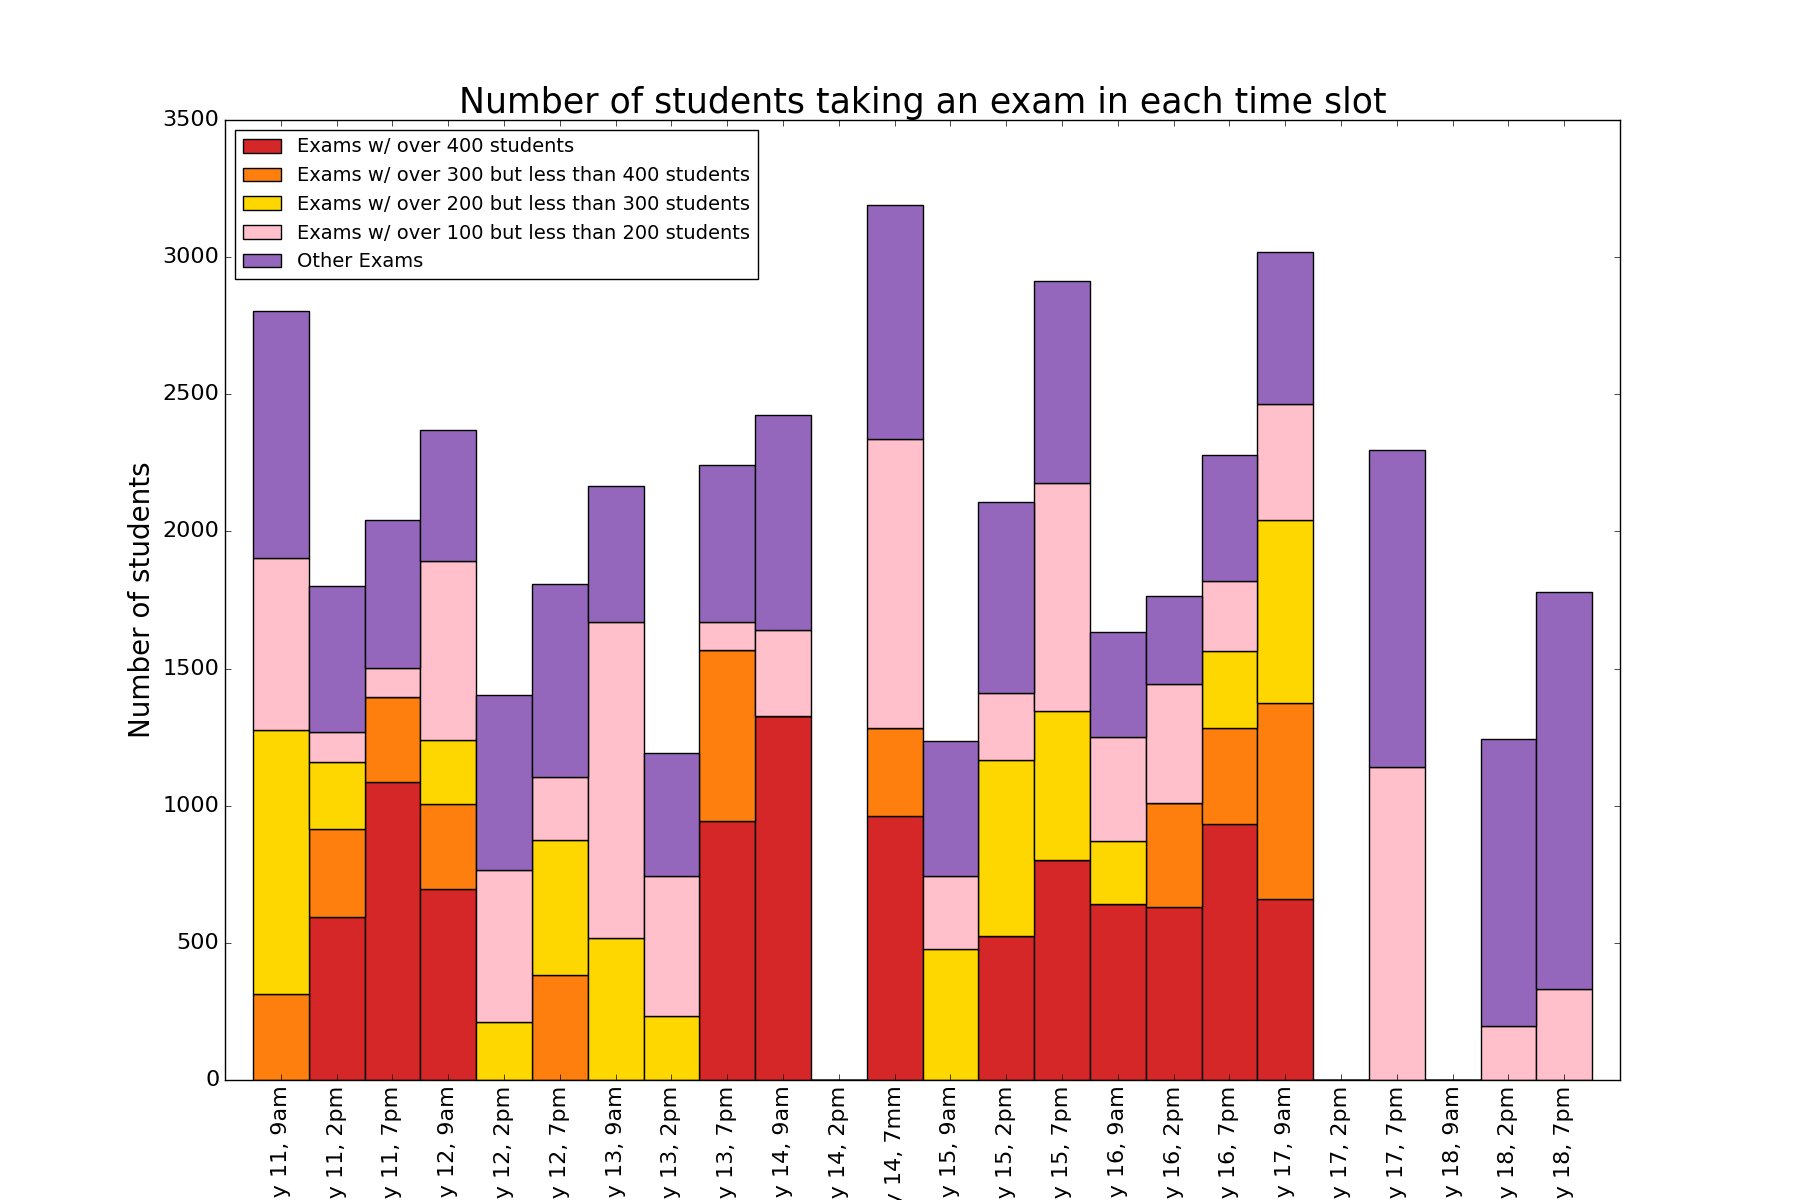 Number of students taking an exam in each time slot
Exams w/ over 400 students
Exams w/ over 300 but less than 400 students
Exams w/ over 200 but less than 300 students
Exams w/ over 100 but less than 200 students
Other Exams
Number of students
3500
3000
2500
2000
1500
1000
500
0
y 11, 9am
y 11, 2pm
y 11, 7pm
y 12, 9am
y 12, 2pm
y 12, 7pm
y 13, 9am
y 13, 2pm
y 13, 7pm
y 14, 9am
y 14, 2pm
y 14, 7mm
y 15, 9am
y 15, 2pm
y 15, 7pm
y 16, 9am
y 16, 2pm
y 16, 7pm
y 17, 9am
y 17, 2pm
y 17, 7pm
y 18, 9am
y 18, 2pm
y 18, 7pm